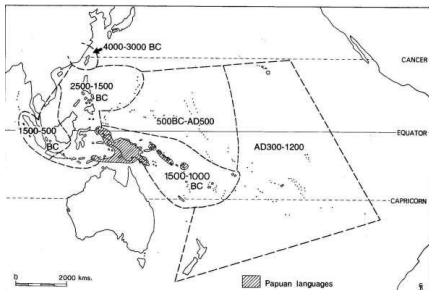 4000-3000 BC
CANCER
2500-1500
BC
500BC-AD500
1500-500
BC
EQUATOR
AD300-1200
1500-1000
BC
CAPRICORN
0
2000 kms.
Papuan languages